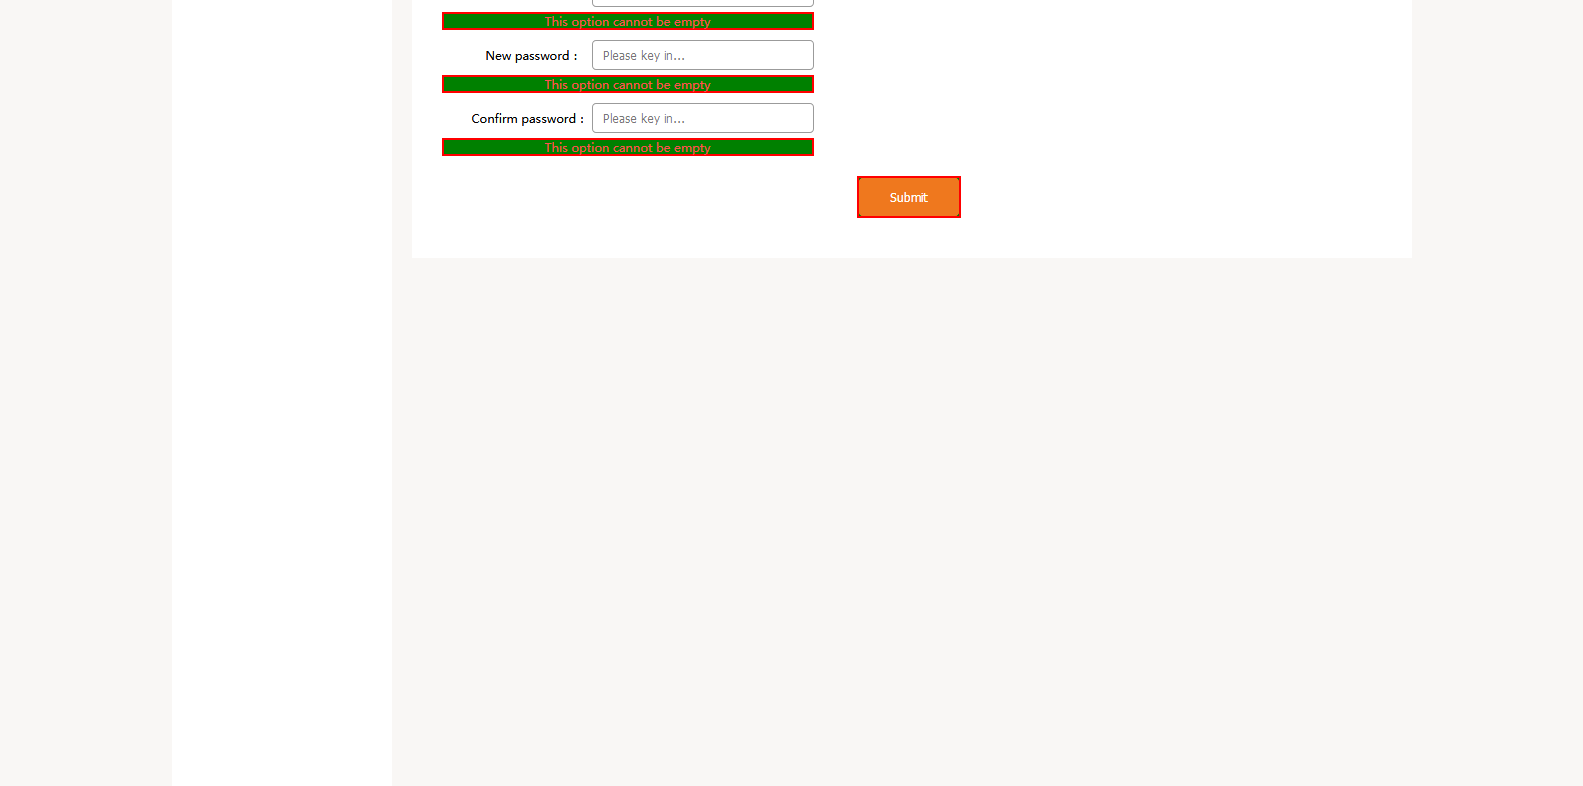 This option cannot be empty
New password :
Please key in...
This option cannot be empty
Confirm password :
Please key in...
This option cannot be empty
Submit